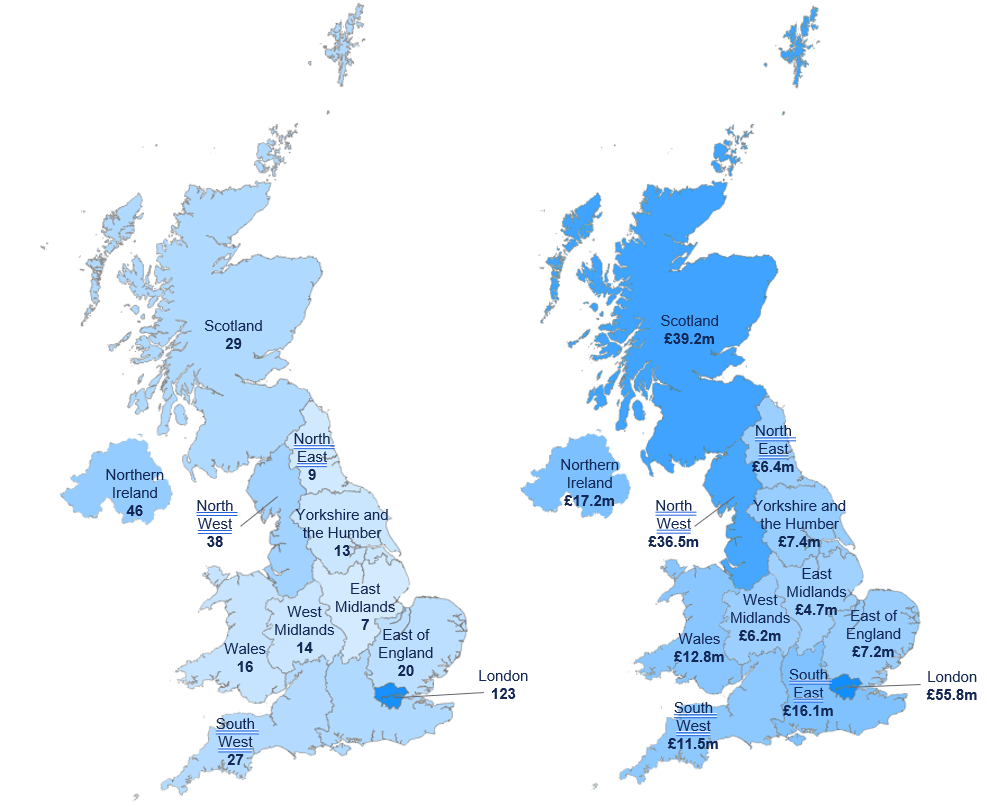 Scotland
29
North
East
9
Northern
Ireland
46
North
West
38
Yorkshire and
the Humber
13
East
Midlands
7
West
Midlands
14
East of
England
20
Wales
16
London
123
South
West
27
Scotland
£39.2m
North
East
£6.4m
Northern
Ireland
£17.2m
North
West
£36.5m
Yorkshire and
the Humber
£7.4m
East
Midlands
£4.7m
West
Midlands
£6.2m
East of
England
£7.2m
Wales
£12.8m
South
East
£16.1m
London
£55.8m
South
West
£11.5m